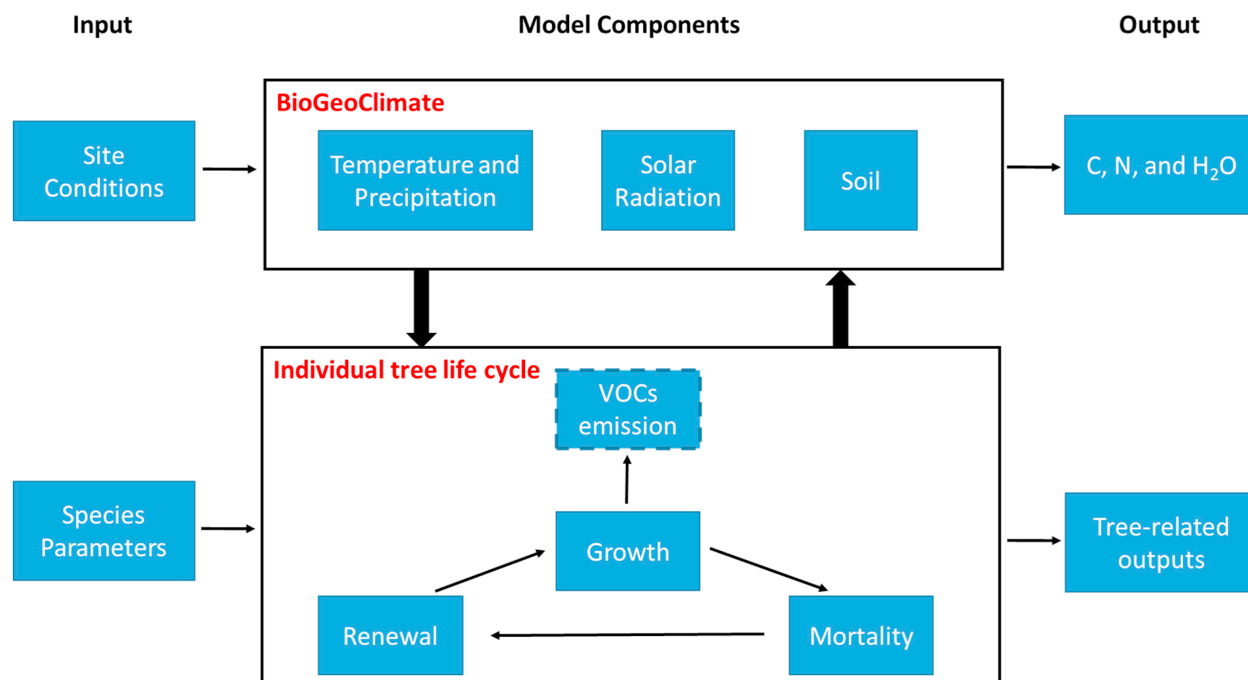 Input
Model Components
Output
BioGeoClimate
Site
Conditions
Temperature and
Precipitation
Solar
Radiation
Soil
C, N, and H₂O
Individual tree life cycle
VOCs
emission
Species
Parameters
Growth
Tree-related
outputs
Renewal
Mortality